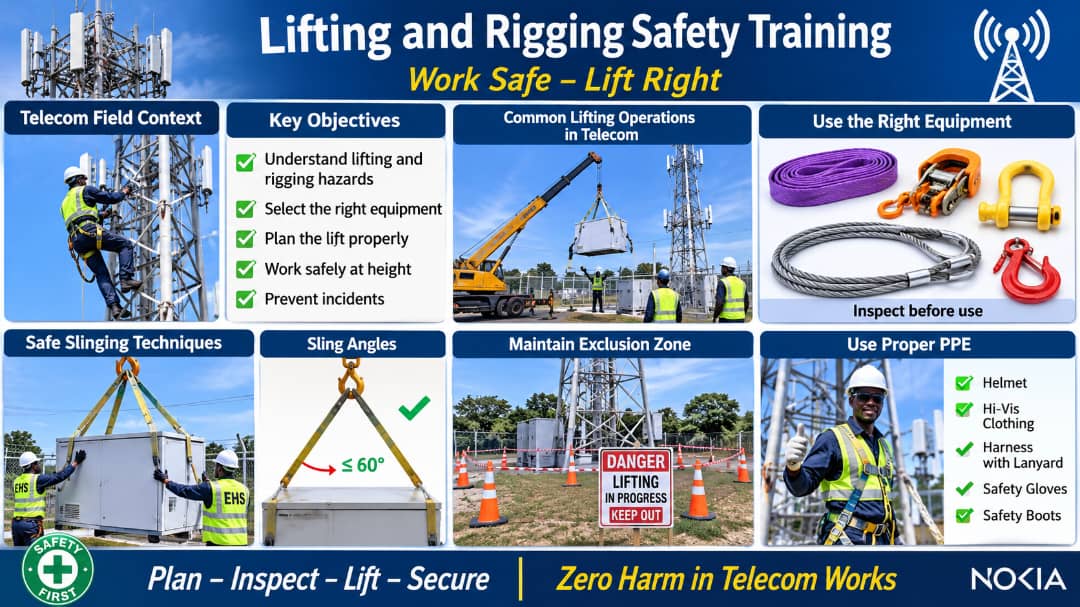 Lifting and Rigging Safety Training
Work Safe – Lift Right
Telecom Field Context
Key Objectives
Understand lifting and
rigging hazards
Select the right equipment
Plan the lift properly
Work safely at height
Prevent incidents
Common Lifting Operations
in Telecom
Use the Right Equipment
Inspect before use
Safe Slinging Techniques
EHS
EHS
Sling Angles
≤ 60°
Maintain Exclusion Zone
DANGER
LIFTING
IN PROGRESS
KEEP OUT
Use Proper PPE
Helmet
Hi-Vis
Clothing
Harness
with Lanyard
Safety Gloves
Safety Boots
SAFETY
FIRST
Plan – Inspect – Lift – Secure
Zero Harm in Telecom Works
NOKIA